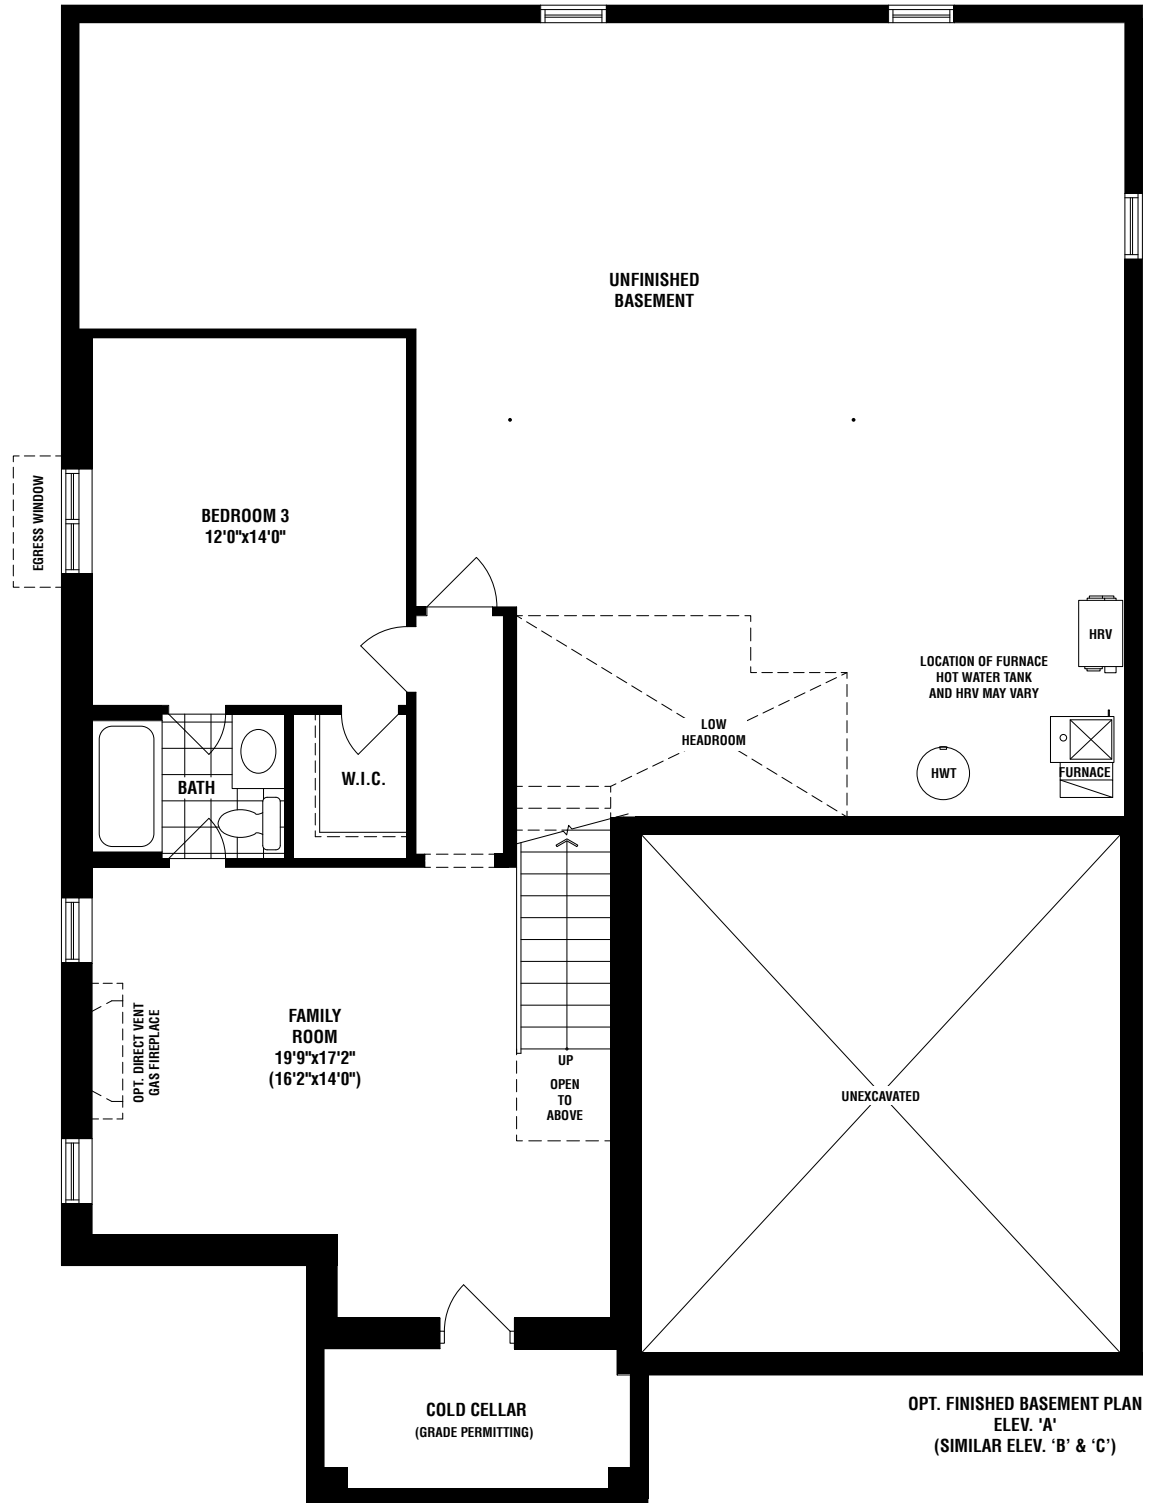 UNFINISHED
BASEMENT
EGRESS WINDOW
BEDROOM 3
12'0"x14'0"
HRV
LOCATION OF FURNACE
HOT WATER TANK
AND HRV MAY VARY
LOW
HEADROOM
HWT
FURNACE
BATH
W.I.C.
OPT. DIRECT VENT
GAS FIREPLACE
FAMILY
ROOM
19'9"x17'2"
(16'2"x14'0")
UP
OPEN
TO
ABOVE
UNEXCAVATED
COLD CELLAR
(GRADE PERMITTING)
OPT. FINISHED BASEMENT PLAN
ELEV. 'A'
(SIMILAR ELEV. ‘B’ & ‘C’)